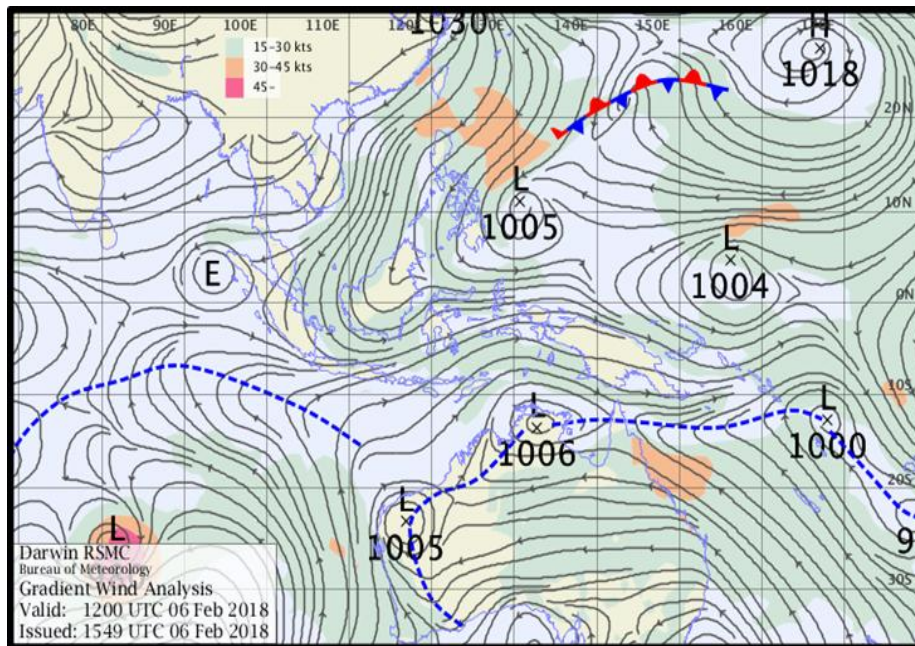 80E 90E 100E 110E 120E 130E 140E 150E 160E
1030
H
1018
15-30 kts
30-45 kts
45-
20N
L
1005
10N
L
1004
E
0N
10S
L
1006
L
1000
20S
L
1005
L
9
30S
Darwin RSMC
Bureau of Meteorology
Gradient Wind Analysis
Valid: 1200 UTC 06 Feb 2018
Issued: 1549 UTC 06 Feb 2018